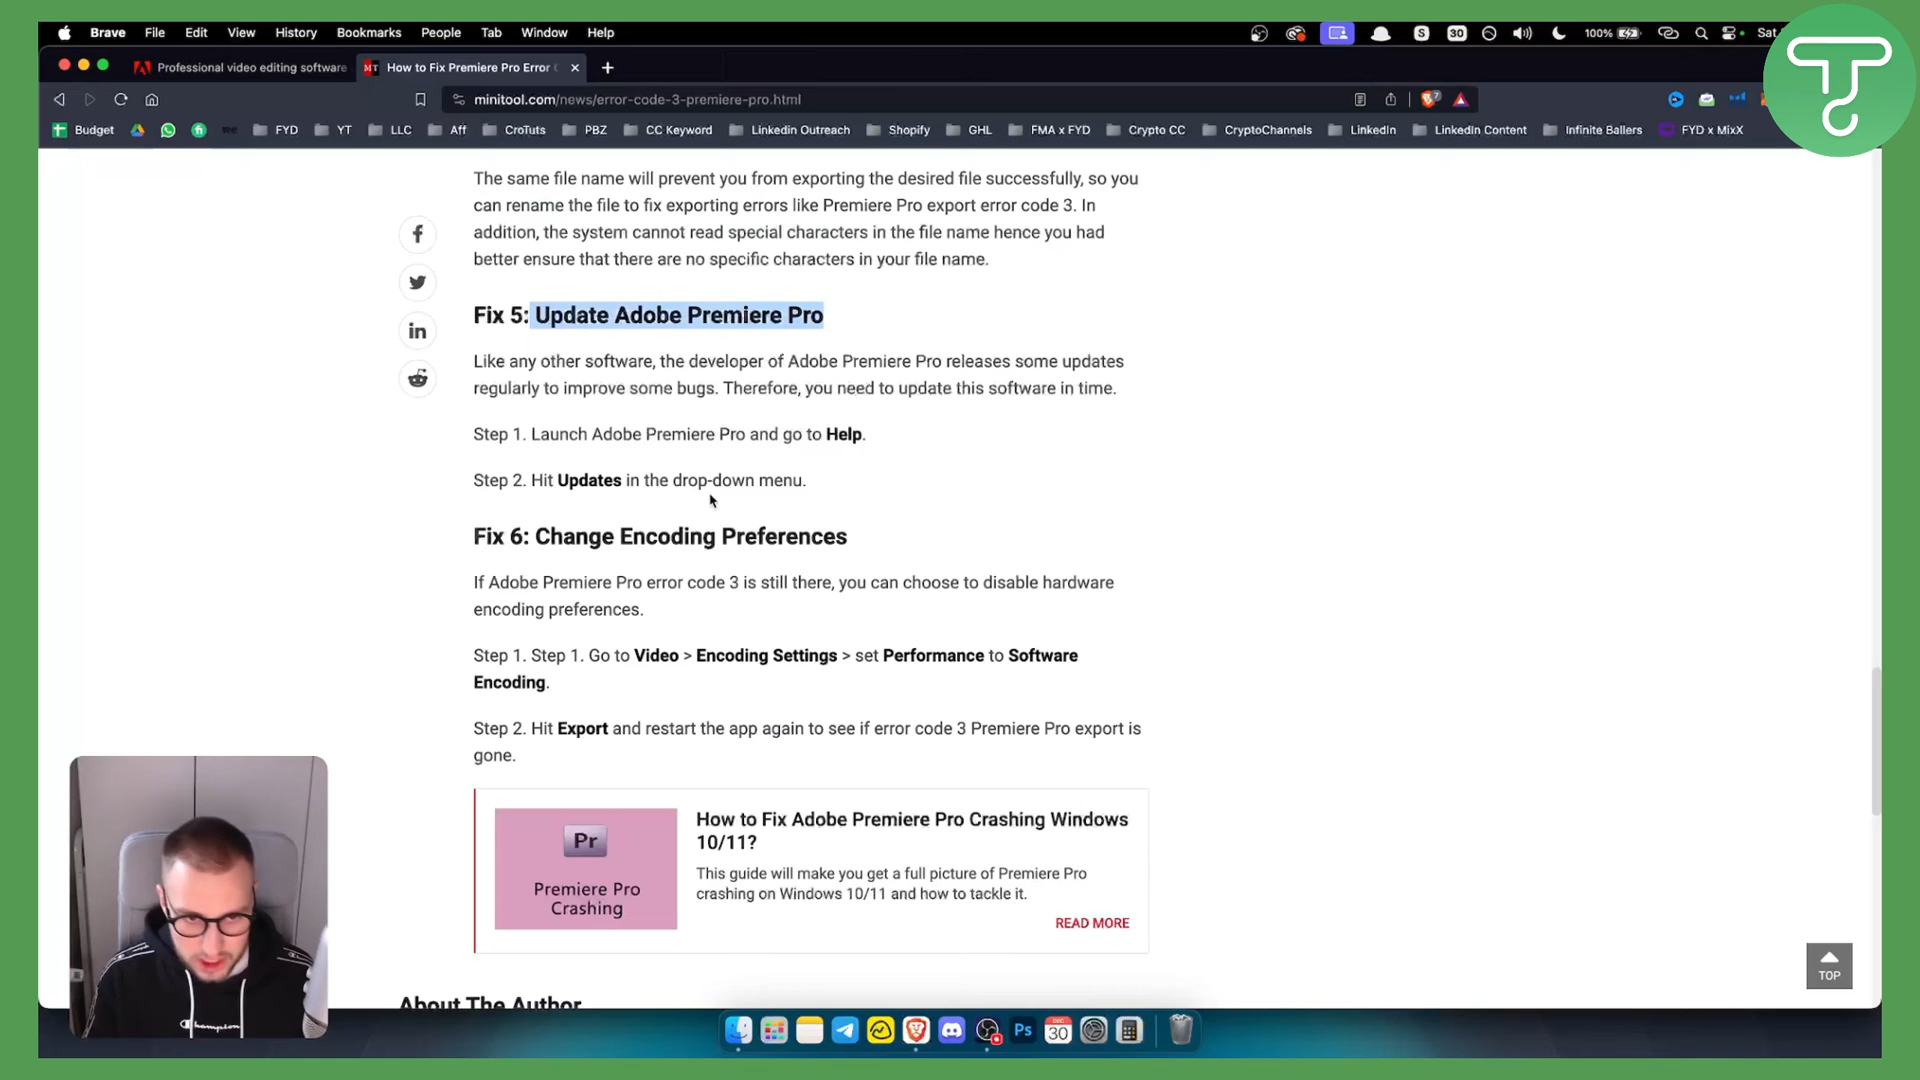 Brave File Edit View History Bookmarks People Tab Window Help
S 30 100% Sat
Professional video editing software
MT How to Fix Premiere Pro Error
minitool.com/news/error-code-3-premiere-pro.html
7
Budget FYD YT LLC Aff CroTuts PBZ CC Keyword Linkedin Outreach Shopify GHL FMA x FYD Crypto CC CryptoChannels LinkedIn LinkedIn Content Infinite Ballers FYD x MixX
The same file name will prevent you from exporting the desired file successfully, so you
can rename the file to fix exporting errors like Premiere Pro export error code 3. In
addition, the system cannot read special characters in the file name hence you had
better ensure that there are no specific characters in your file name.
Fix 5: Update Adobe Premiere Pro
Like any other software, the developer of Adobe Premiere Pro releases some updates
regularly to improve some bugs. Therefore, you need to update this software in time.
Step 1. Launch Adobe Premiere Pro and go to Help.
Step 2. Hit Updates in the drop-down menu.
Fix 6: Change Encoding Preferences
If Adobe Premiere Pro error code 3 is still there, you can choose to disable hardware
encoding preferences.
Step 1. Step 1. Go to Video > Encoding Settings > set Performance to Software
Encoding.
Step 2. Hit Export and restart the app again to see if error code 3 Premiere Pro export is
gone.
Pr
Premiere Pro
Crashing
How to Fix Adobe Premiere Pro Crashing Windows
10/11?
This guide will make you get a full picture of Premiere Pro
crashing on Windows 10/11 and how to tackle it.
READ MORE
TOP
About The Author
Champion
Ps
DEC
30